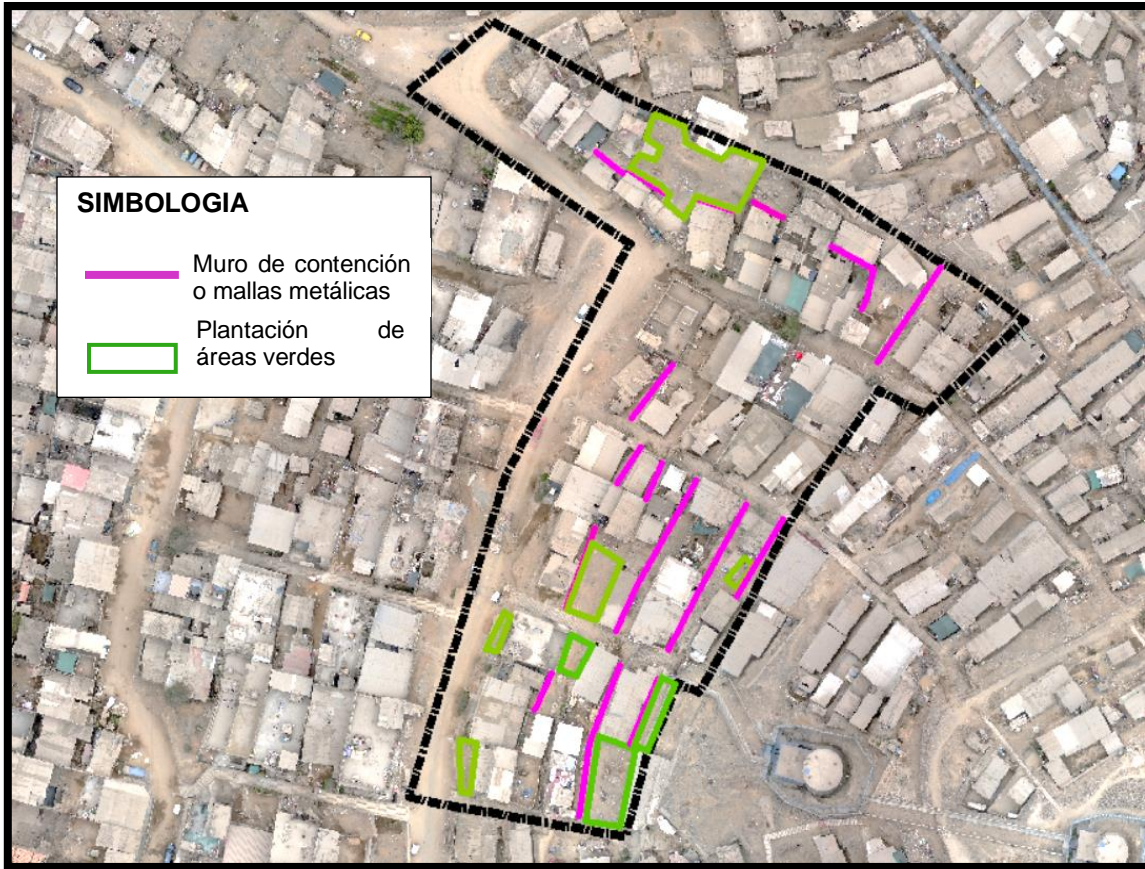 SIMBOLOGIA
Muro de contención
o mallas metálicas
Plantación de
áreas verdes